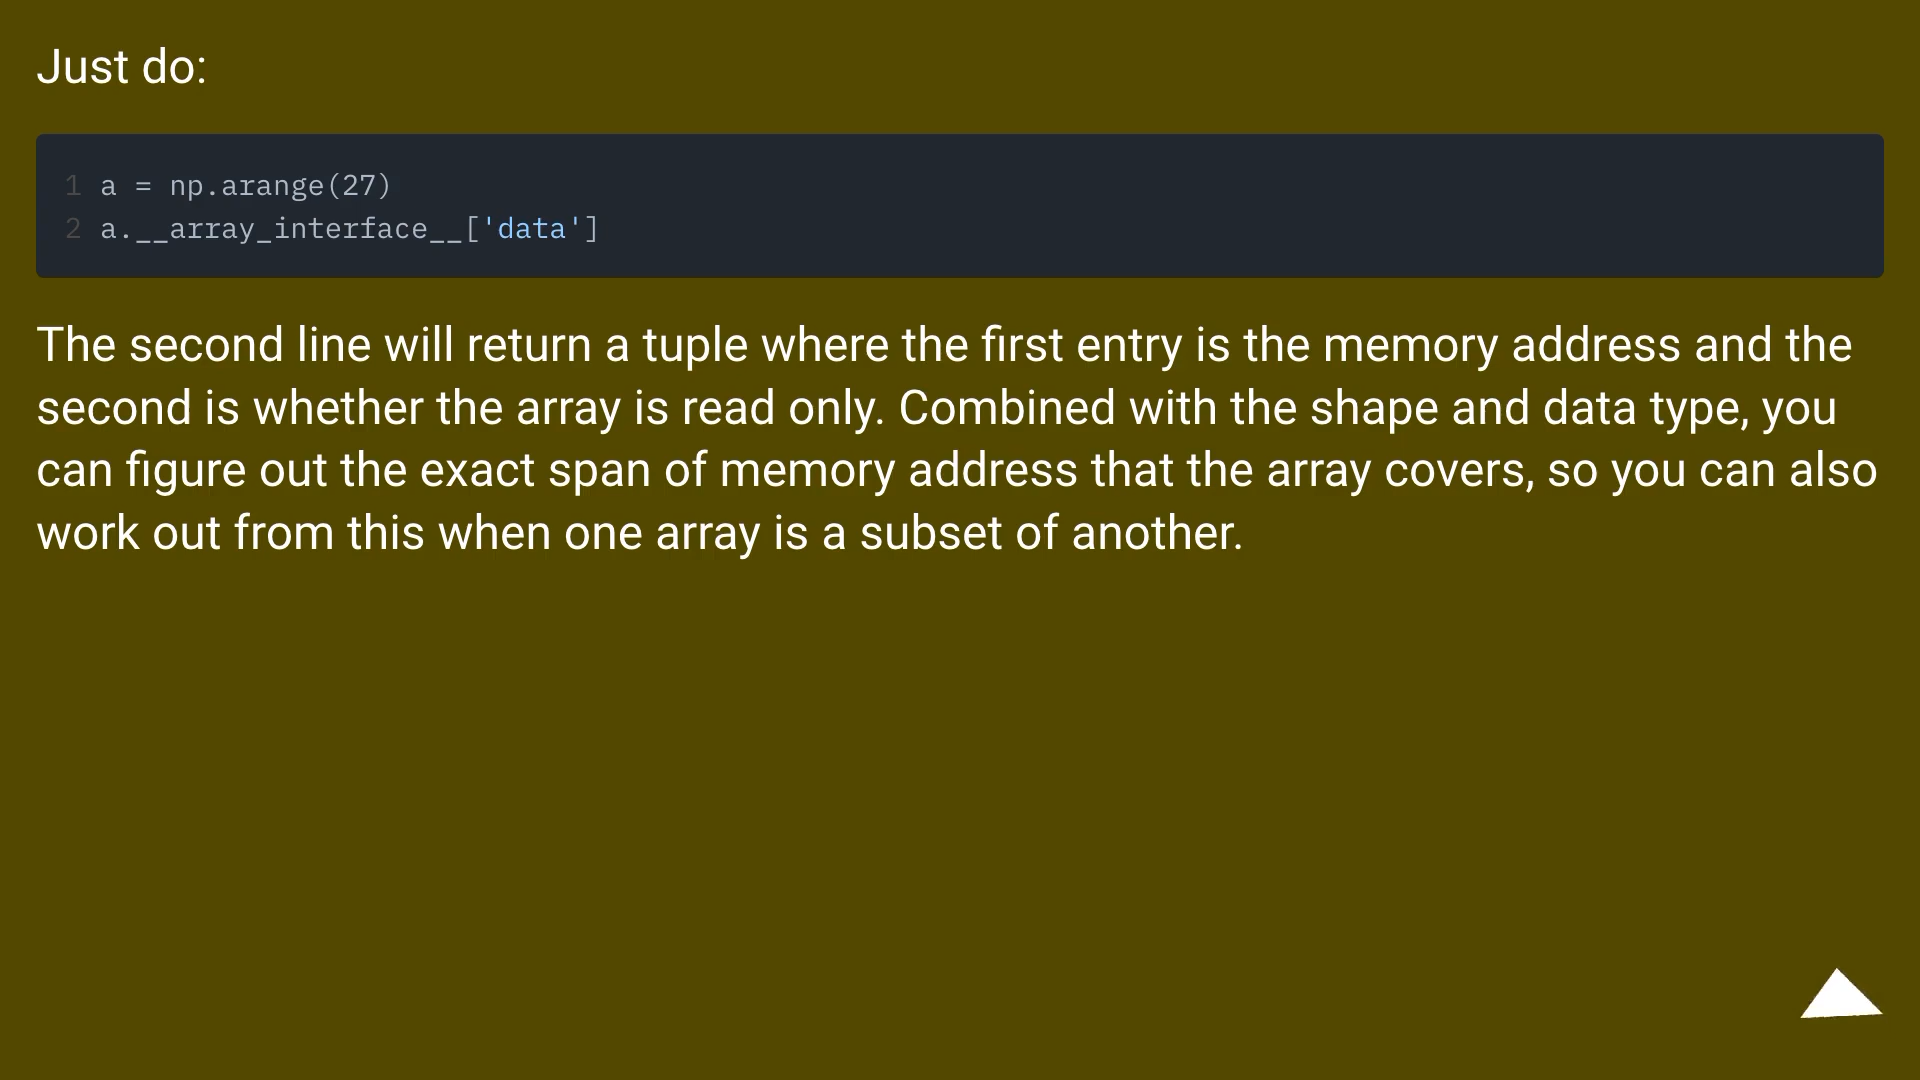 Just do:
1 a = np.arange(27)
2 a.__array_interface__['data']
The second line will return a tuple where the first entry is the memory address and the
second is whether the array is read only. Combined with the shape and data type, you
can figure out the exact span of memory address that the array covers, so you can also
work out from this when one array is a subset of another.